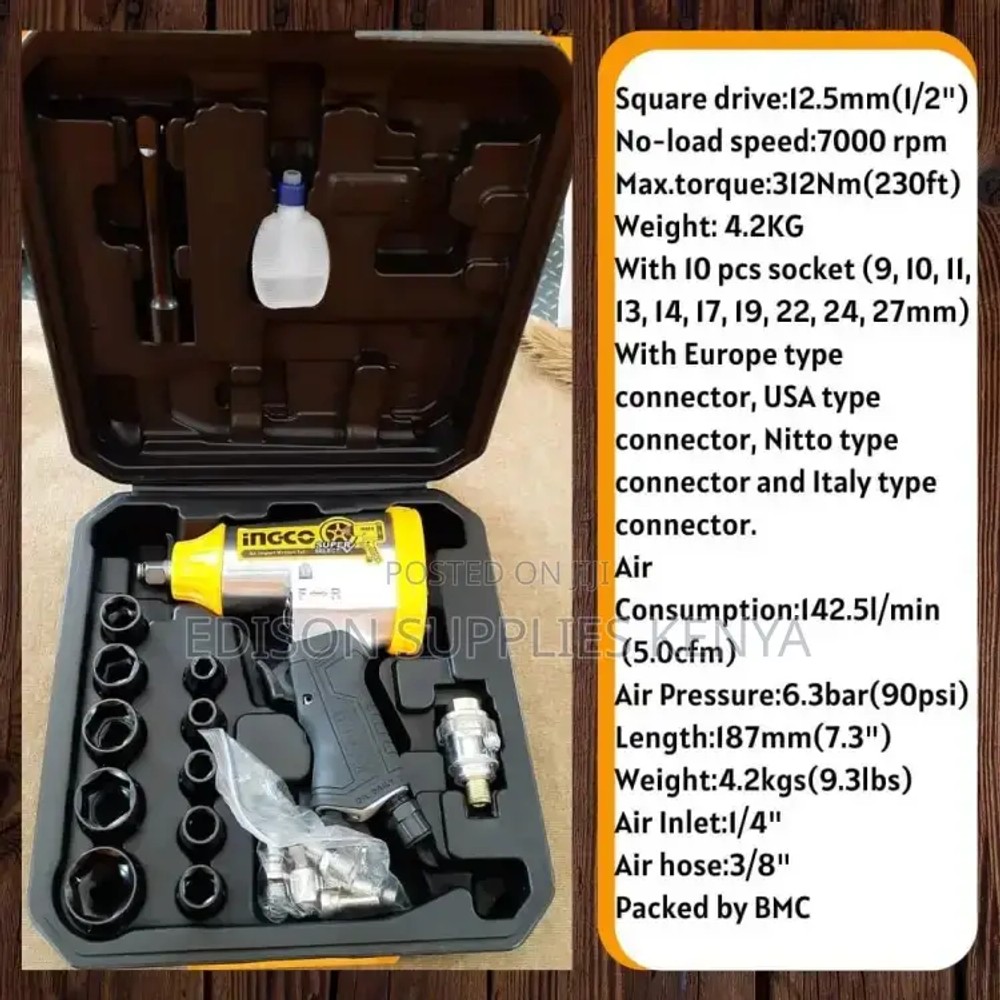 Square drive:12.5mm(1/2")
No-load speed:7000 rpm
Max.torque:312Nm(230ft)
Weight: 4.2KG
With 10 pcs socket (9, 10, 11,
13, 14, 17, 19, 22, 24, 27mm)
With Europe type
connector, USA type
connector, Nitto type
connector and Italy type
connector.
Air
Consumption:142.5l/min
(5.0cfm)
Air Pressure:6.3bar(90psi)
Length:187mm(7.3")
Weight:4.2kgs(9.3lbs)
Air Inlet:1/4"
Air hose:3/8"
Packed by BMC
INGCO
SUPER
SELECT
F R
POSTED ON JIJI
EDISON SUPPLIES KENYA